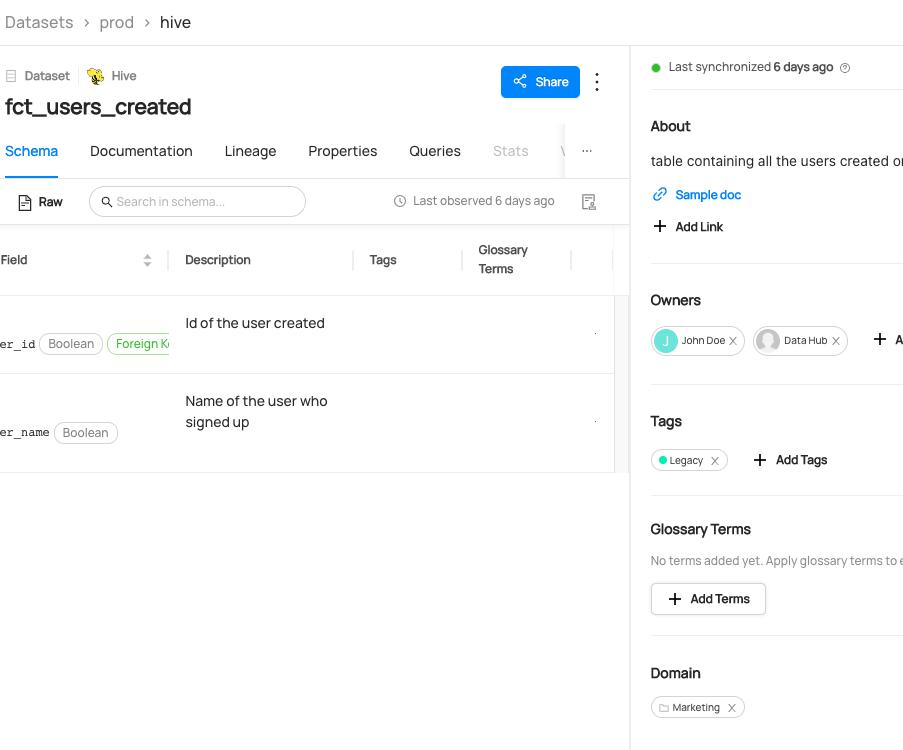 Datasets > prod > hive
Dataset Hive
fct_users_created
Share
Schema Documentation Lineage Properties Queries Stats ...
Raw Search in schema... Last observed 6 days ago
Field Description Tags Glossary
Terms
er_id Boolean Foreign Ke Id of the user created
er_name Boolean Name of the user who
signed up
Last synchronized 6 days ago
About
table containing all the users created
Sample doc
+ Add Link
Owners
J John Doe Data Hub + A
Tags
Legacy + Add Tags
Glossary Terms
No terms added yet. Apply glossary terms to
+ Add Terms
Domain
Marketing